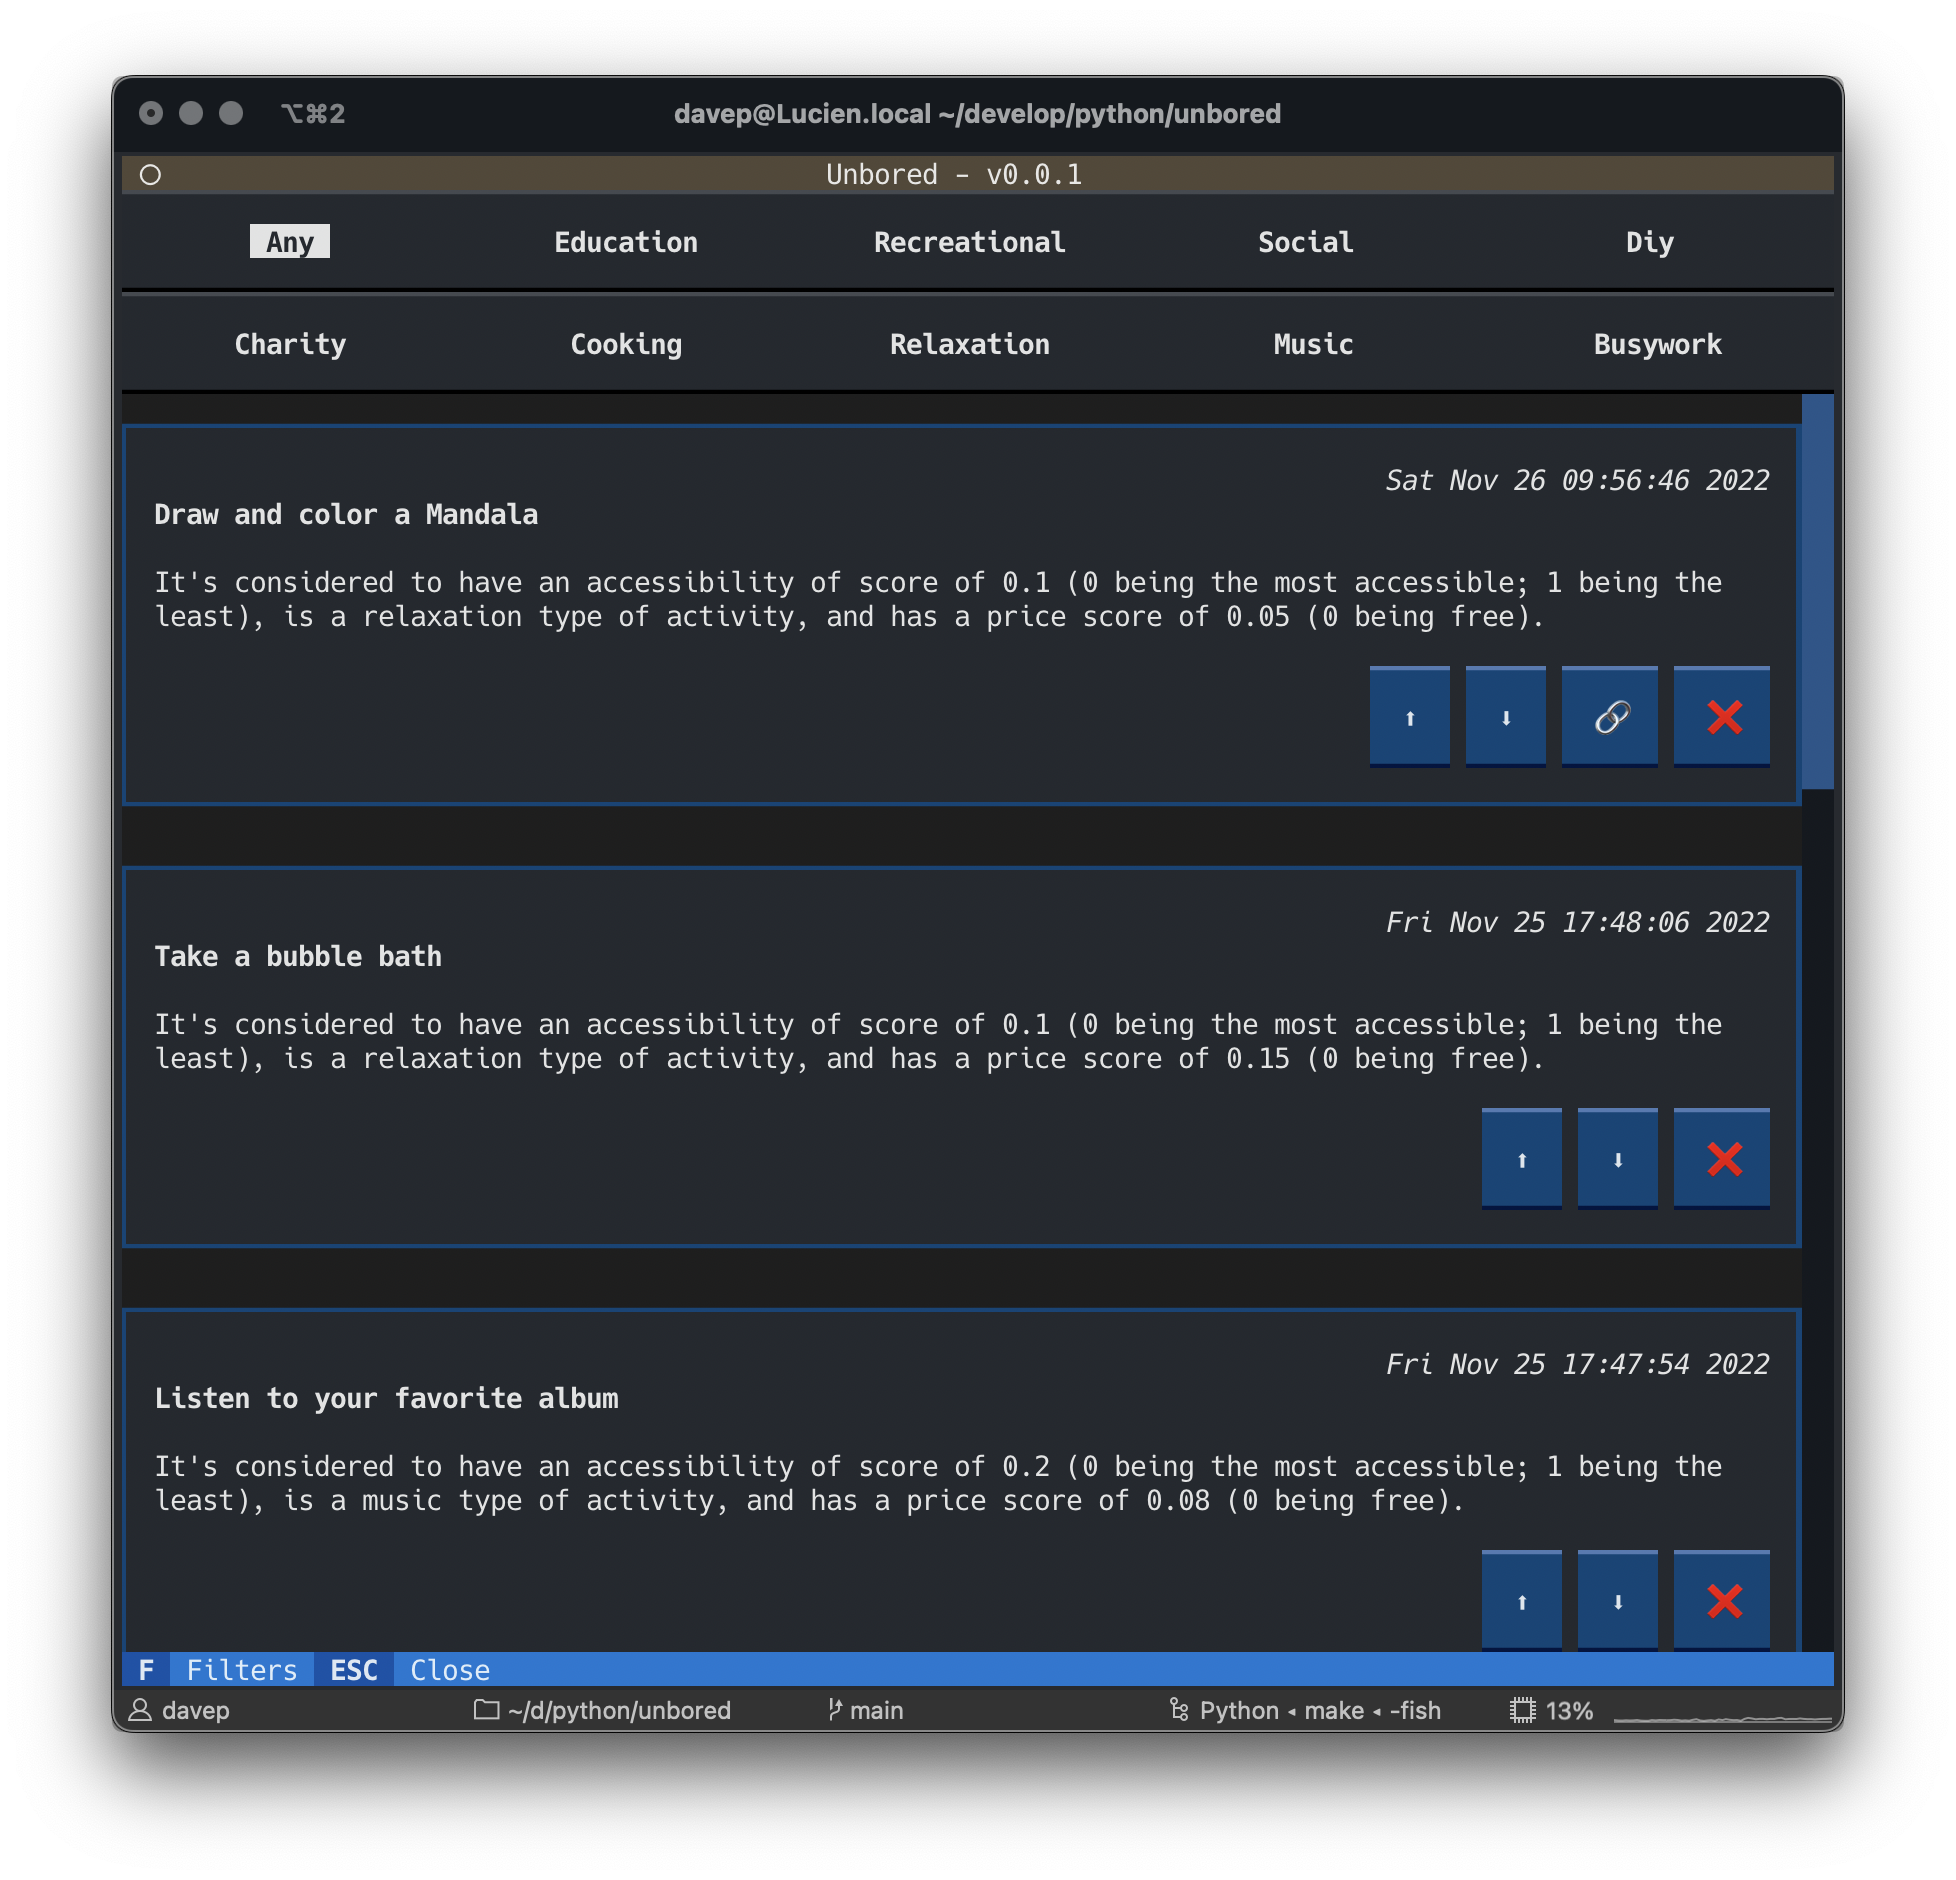 ⌥⌘2 davep@Lucien.local ~/develop/python/unbored
Unbored - v0.0.1
Any Education Recreational Social Diy
Charity Cooking Relaxation Music Busywork
Sat Nov 26 09:56:46 2022
Draw and color a Mandala
It's considered to have an accessibility of score of 0.1 (0 being the most accessible; 1 being the
least), is a relaxation type of activity, and has a price score of 0.05 (0 being free).
Fri Nov 25 17:48:06 2022
Take a bubble bath
It's considered to have an accessibility of score of 0.1 (0 being the most accessible; 1 being the
least), is a relaxation type of activity, and has a price score of 0.15 (0 being free).
Fri Nov 25 17:47:54 2022
Listen to your favorite album
It's considered to have an accessibility of score of 0.2 (0 being the most accessible; 1 being the
least), is a music type of activity, and has a price score of 0.08 (0 being free).
F Filters ESC Close
davep ~/d/python/unbored main Python ◂ make ◂ -fish 13%